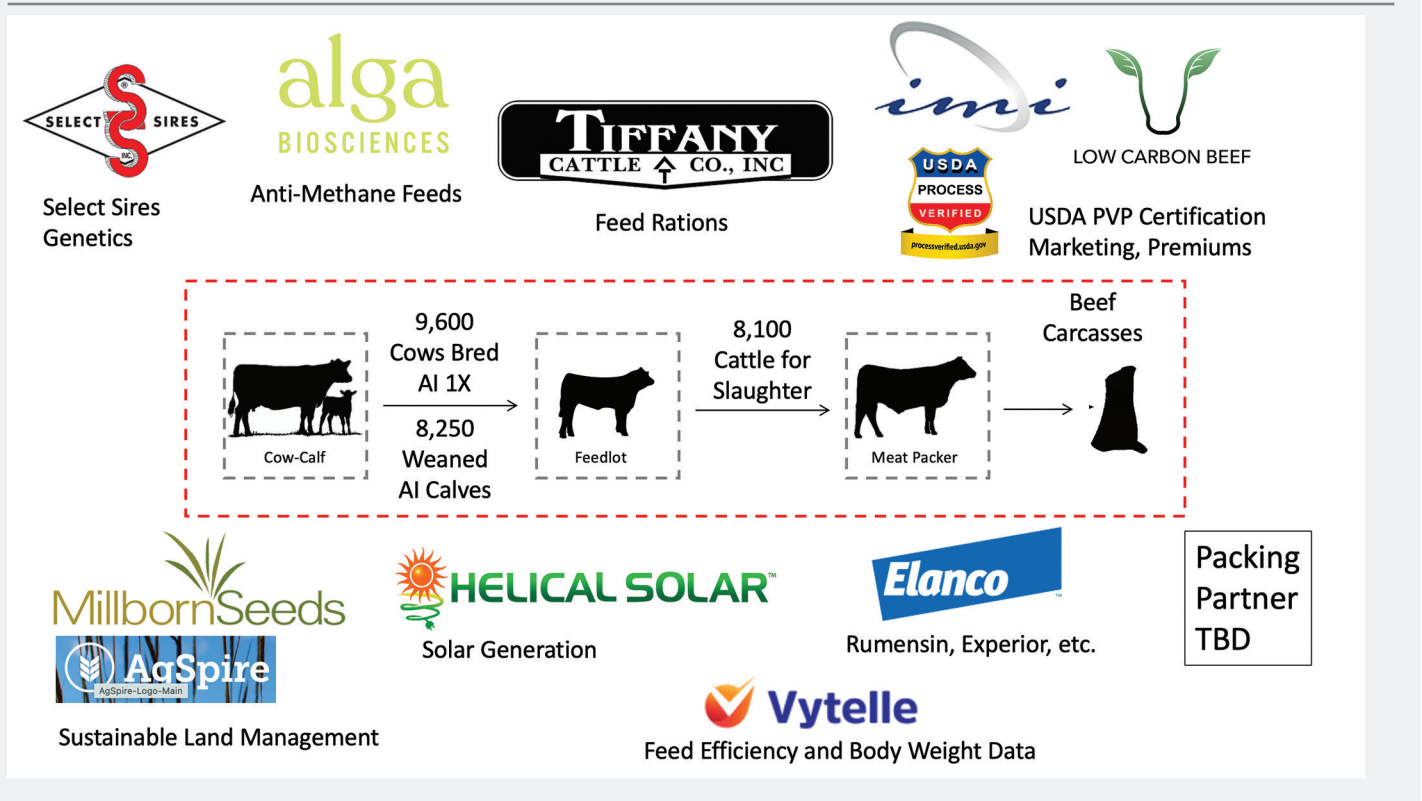 SELECT SIRES
INC
®
Select Sires
Genetics
alga
BIOSCIENCES
Anti-Methane Feeds
TIFFANY
CATTLE CO., INC
Feed Rations
imi
USDA
PROCESS
VERIFIED
processverified.usda.gov
LOW CARBON BEEF
USDA PVP Certification
Marketing, Premiums
Cow-Calf
9,600
Cows Bred
AI 1X
8,250
Weaned
AI Calves
Feedlot
8,100
Cattle for
Slaughter
Meat Packer
Beef
Carcasses
MillbornSeeds
AgSpire
AgSpire-Logo-Main
Sustainable Land Management
HELICAL SOLAR™
Solar Generation
Elanco
™
Rumensin, Experior, etc.
Vytelle
Feed Efficiency and Body Weight Data
Packing
Partner
TBD